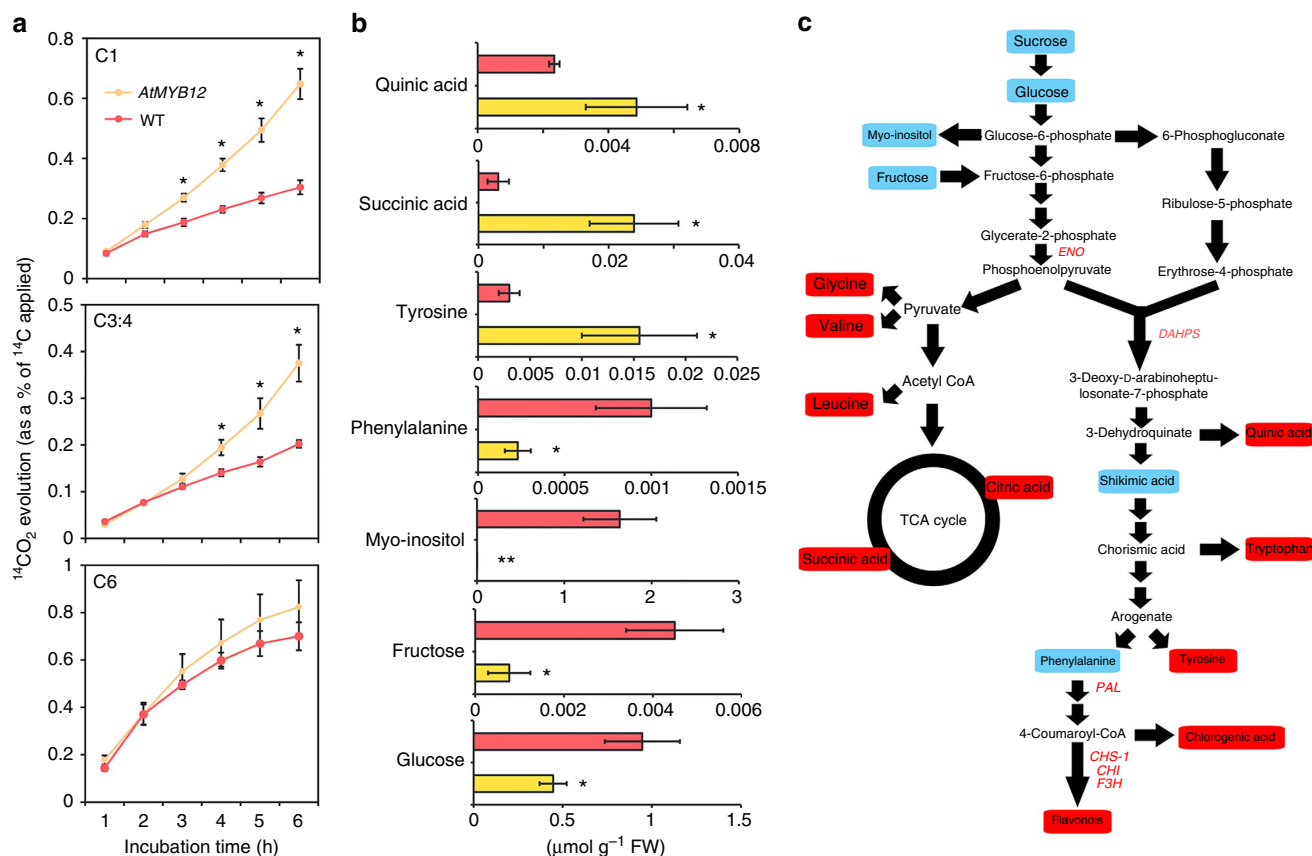 a
¹⁴CO₂ evolution (as a % of ¹⁴C applied)
C1
AtMYB12
WT
0.8
0.6
0.4
0.2
0
*
*
*
*
C3:4
0.5
0.4
0.3
0.2
0.1
0
*
*
*
C6
1
0.8
0.6
0.4
0.2
0
1 2 3 4 5 6
Incubation time (h)
b
Quinic acid
*
0 0.004 0.008
Succinic acid
*
0 0.02 0.04
Tyrosine
*
0 0.005 0.01 0.015 0.02 0.025
Phenylalanine
*
0 0.0005 0.001 0.0015
Myo-inositol
**
0 1 2 3
Fructose
*
0 0.002 0.004 0.006
Glucose
*
0 0.5 1 1.5
(μmol g⁻¹ FW)
c
Sucrose
Glucose
Myo-inositol
Glucose-6-phosphate
6-Phosphogluconate
Fructose
Fructose-6-phosphate
Ribulose-5-phosphate
Glycerate-2-phosphate
ENO
Phosphoenolpyruvate
Erythrose-4-phosphate
Glycine
Pyruvate
Valine
DAHPS
Acetyl CoA
3-Deoxy-D-arabinoheptu-
losonate-7-phosphate
Leucine
3-Dehydroquinate
Quinic acid
Shikimic acid
Citric acid
TCA cycle
Succinic acid
Chorismic acid
Tryptophan
Arogenate
Phenylalanine
Tyrosine
PAL
4-Coumaroyl-CoA
Chlorogenic acid
CHS-1
CHI
F3H
Flavonols